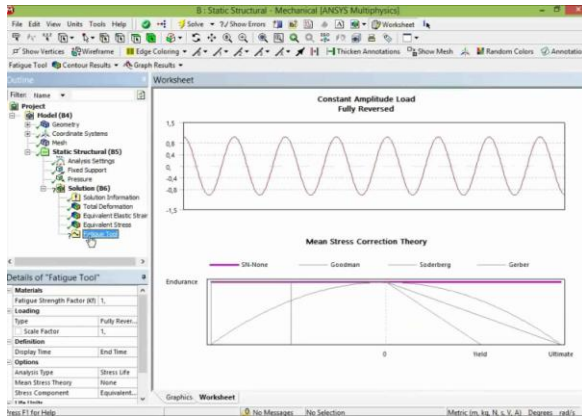 B : Static Structural - Mechanical [ANSYS Multiphysics]
File Edit View Units Tools Help Solve ?/ Show Errors Worksheet
Show Vertices Wireframe Edge Coloring Thicken Annotations Show Mesh Random Colors Annotation
Fatigue Tool Contour Results Graph Results
Outline
Filter: Name
Project
Model (B4)
Geometry
Coordinate Systems
Mesh
Static Structural (B5)
Analysis Settings
Fixed Support
Pressure
Solution (B6)
Solution Information
Total Deformation
Equivalent Elastic Strain
Equivalent Stress
Fatigue Tool
Details of "Fatigue Tool"
Materials
Fatigue Strength Factor (Kf) 1,
Loading
Type Fully Rever...
Scale Factor 1,
Definition
Display Time End Time
Options
Analysis Type Stress Life
Mean Stress Theory None
Stress Component Equivalent...
Life Units
Worksheet
Constant Amplitude Load
Fully Reversed
1,5
0,8
0,4
0,
-0,4
-0,8
-1,5
Mean Stress Correction Theory
SN-None Goodman Soderberg Gerber
Endurance
0 Yield Ultimate
Graphics Worksheet
Press F1 for Help No Messages No Selection Metric (m, kg, N, s, V, A) Degrees rad/s